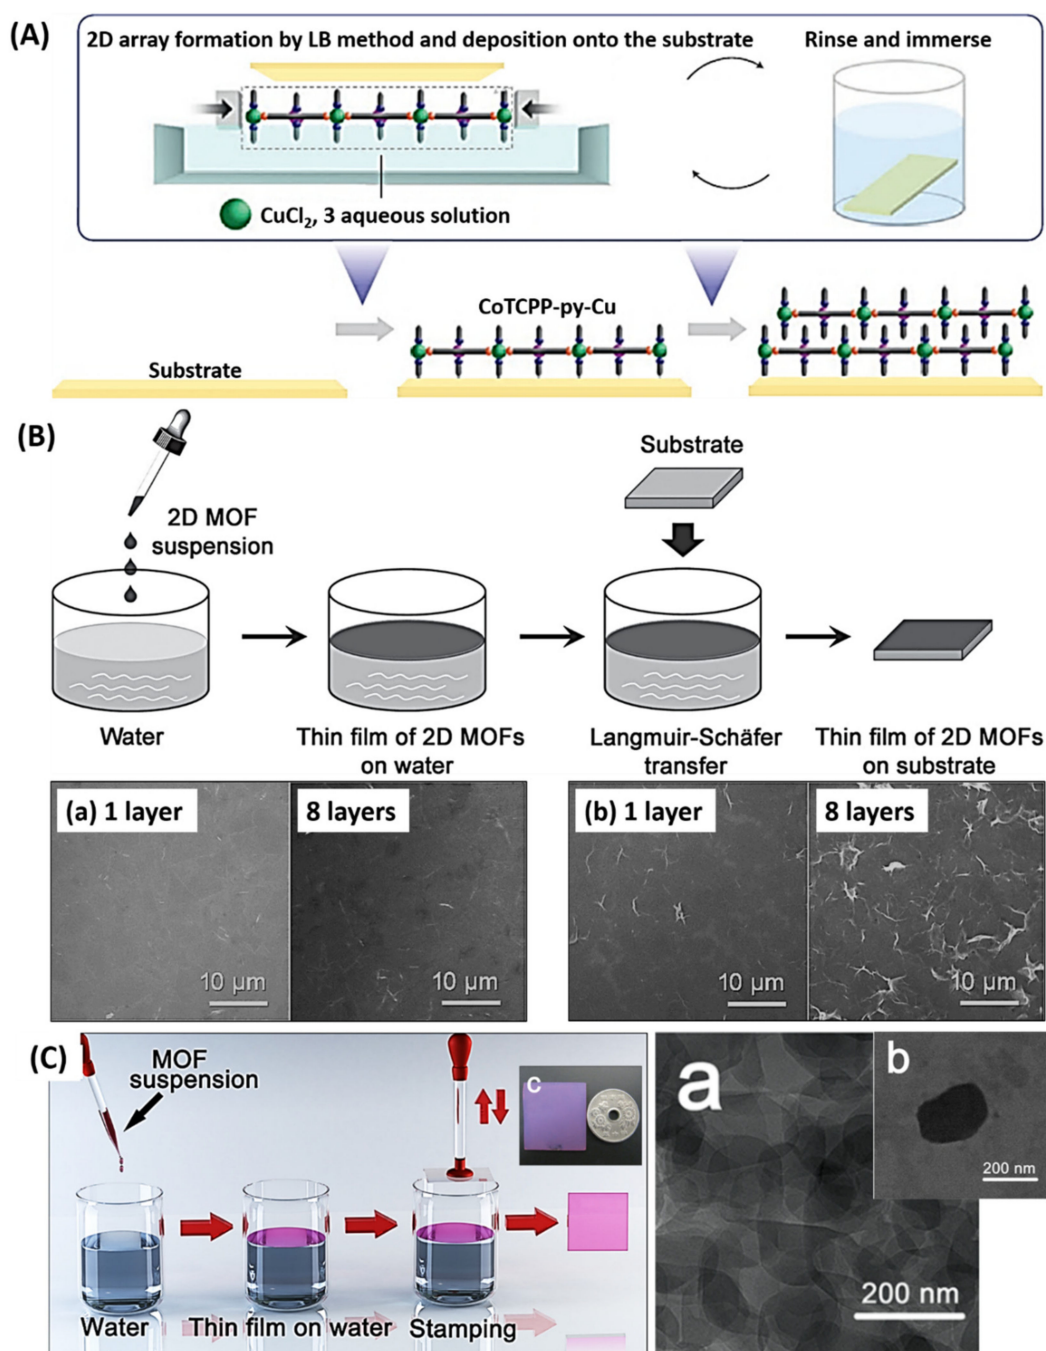 (A)
2D array formation by LB method and deposition onto the substrate
Rinse and immerse
CuCl₂, 3 aqueous solution
CoTCPP-py-Cu
Substrate
(B)
2D MOF
suspension
Substrate
Water
Thin film of 2D MOFs
on water
Langmuir-Schäfer
transfer
Thin film of 2D MOFs
on substrate
(a) 1 layer
8 layers
(b) 1 layer
8 layers
10 µm
10 µm
10 µm
10 µm
(C)
MOF
suspension
c
Water
Thin film on water
Stamping
a
b
200 nm
200 nm